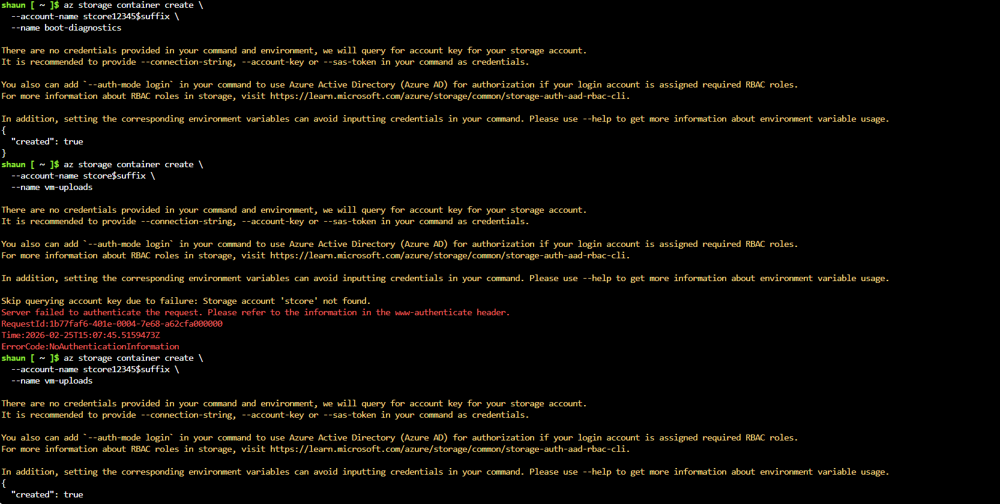 shaun [ ~ ]$ az storage container create \
  --account-name stcore12345$suffix \
  --name boot-diagnostics
There are no credentials provided in your command and environment, we will query for account key for your storage account.
It is recommended to provide --connection-string, --account-key or --sas-token in your command as credentials.
You also can add `--auth-mode login` in your command to use Azure Active Directory (Azure AD) for authorization if your login account is assigned required RBAC roles.
For more information about RBAC roles in storage, visit https://learn.microsoft.com/azure/storage/common/storage-auth-aad-rbac-cli.
In addition, setting the corresponding environment variables can avoid inputting credentials in your command. Please use --help to get more information about environment variable usage.
{
  "created": true
}
shaun [ ~ ]$ az storage container create \
  --account-name stcore$suffix \
  --name vm-uploads
There are no credentials provided in your command and environment, we will query for account key for your storage account.
It is recommended to provide --connection-string, --account-key or --sas-token in your command as credentials.
You also can add `--auth-mode login` in your command to use Azure Active Directory (Azure AD) for authorization if your login account is assigned required RBAC roles.
For more information about RBAC roles in storage, visit https://learn.microsoft.com/azure/storage/common/storage-auth-aad-rbac-cli.
In addition, setting the corresponding environment variables can avoid inputting credentials in your command. Please use --help to get more information about environment variable usage.
Skip querying account key due to failure: Storage account 'stcore' not found.
Server failed to authenticate the request. Please refer to the information in the www-authenticate header.
RequestId:1b77faf6-401e-0004-7e68-a62cfa000000
Time:2026-02-25T15:07:45.5159473Z
ErrorCode:NoAuthenticationInformation
shaun [ ~ ]$ az storage container create \
  --account-name stcore12345$suffix \
  --name vm-uploads
There are no credentials provided in your command and environment, we will query for account key for your storage account.
It is recommended to provide --connection-string, --account-key or --sas-token in your command as credentials.
You also can add `--auth-mode login` in your command to use Azure Active Directory (Azure AD) for authorization if your login account is assigned required RBAC roles.
For more information about RBAC roles in storage, visit https://learn.microsoft.com/azure/storage/common/storage-auth-aad-rbac-cli.
In addition, setting the corresponding environment variables can avoid inputting credentials in your command. Please use --help to get more information about environment variable usage.
{
  "created": true